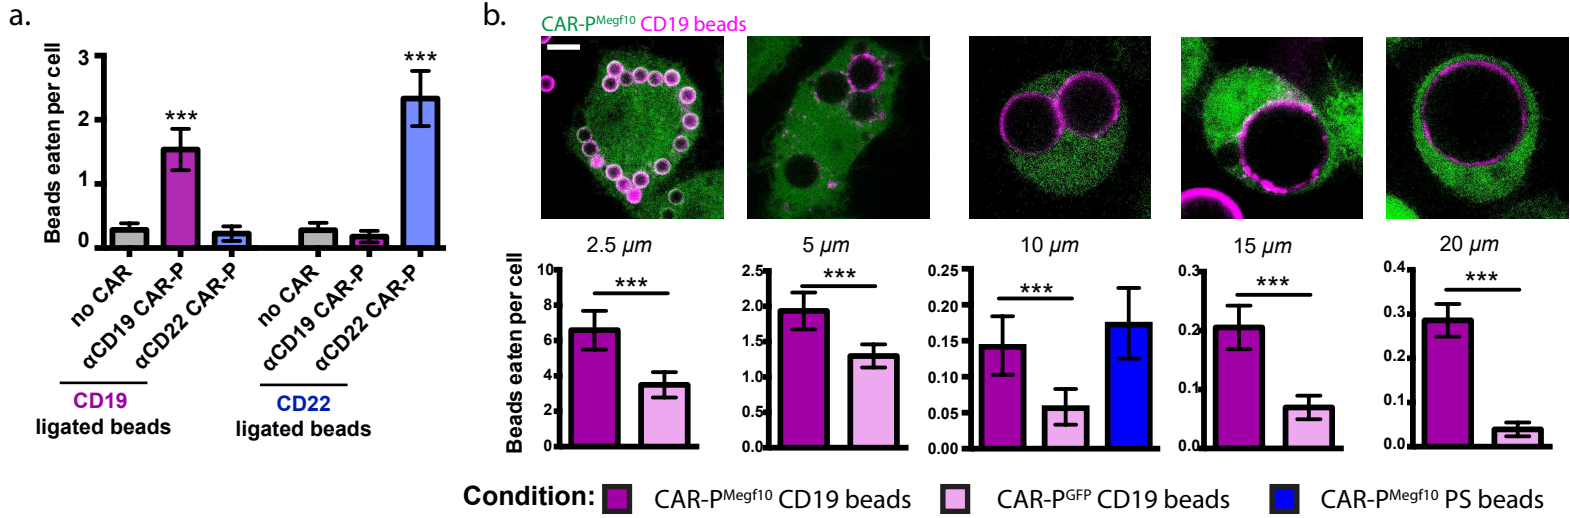 a.
Beads eaten per cell
3
2
1
0
***
***
no CAR
αCD19 CAR-P
αCD22 CAR-P
no CAR
αCD19 CAR-P
αCD22 CAR-P
CD19
ligated beads
CD22
ligated beads
b.
CAR-P^Megf10 CD19 beads
2.5 µm
5 µm
10 µm
15 µm
20 µm
Beads eaten per cell
10
8
6
4
2
0
***
2.5
2.0
1.5
1.0
0.5
0.0
***
0.25
0.20
0.15
0.10
0.05
0.00
***
0.3
0.2
0.1
0.0
***
0.4
0.3
0.2
0.1
0.0
***
Condition:
CAR-P^Megf10 CD19 beads
CAR-P^GFP CD19 beads
CAR-P^Megf10 PS beads